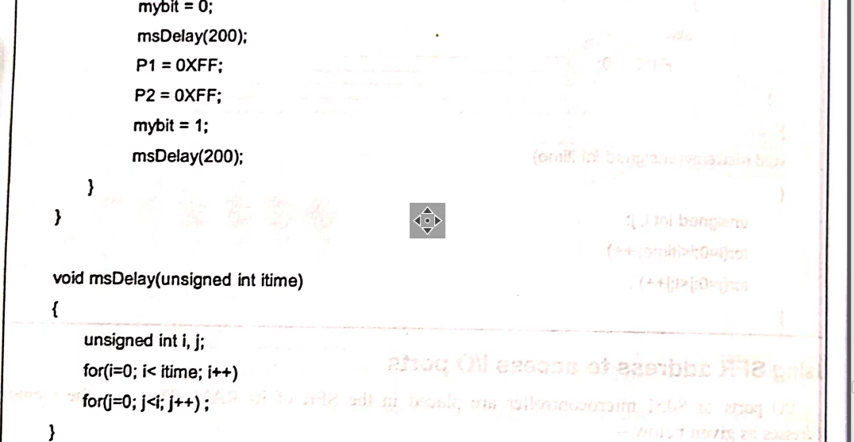 mybit = 0;
msDelay(200);
P1 = 0XFF;
P2 = 0XFF;
mybit = 1;
msDelay(200);
}
}
void msDelay(unsigned int itime)
{
unsigned int i, j;
for(i=0; i< itime; i++)
for(j=0; j<i; j++) ;
}